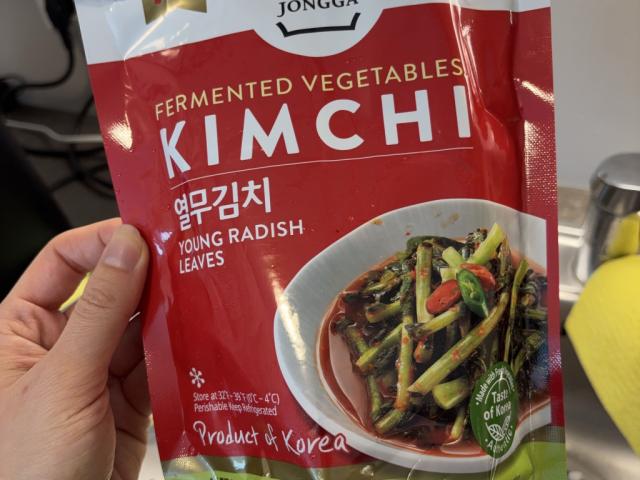 JONGGA
FERMENTED VEGETABLES
KIMCHI
열무김치
YOUNG RADISH
LEAVES
Store at 32°F~39°F(0°C~4°C)
Perishable Keep Refrigerated
Product of Korea
Taste
of Korea
Authentic